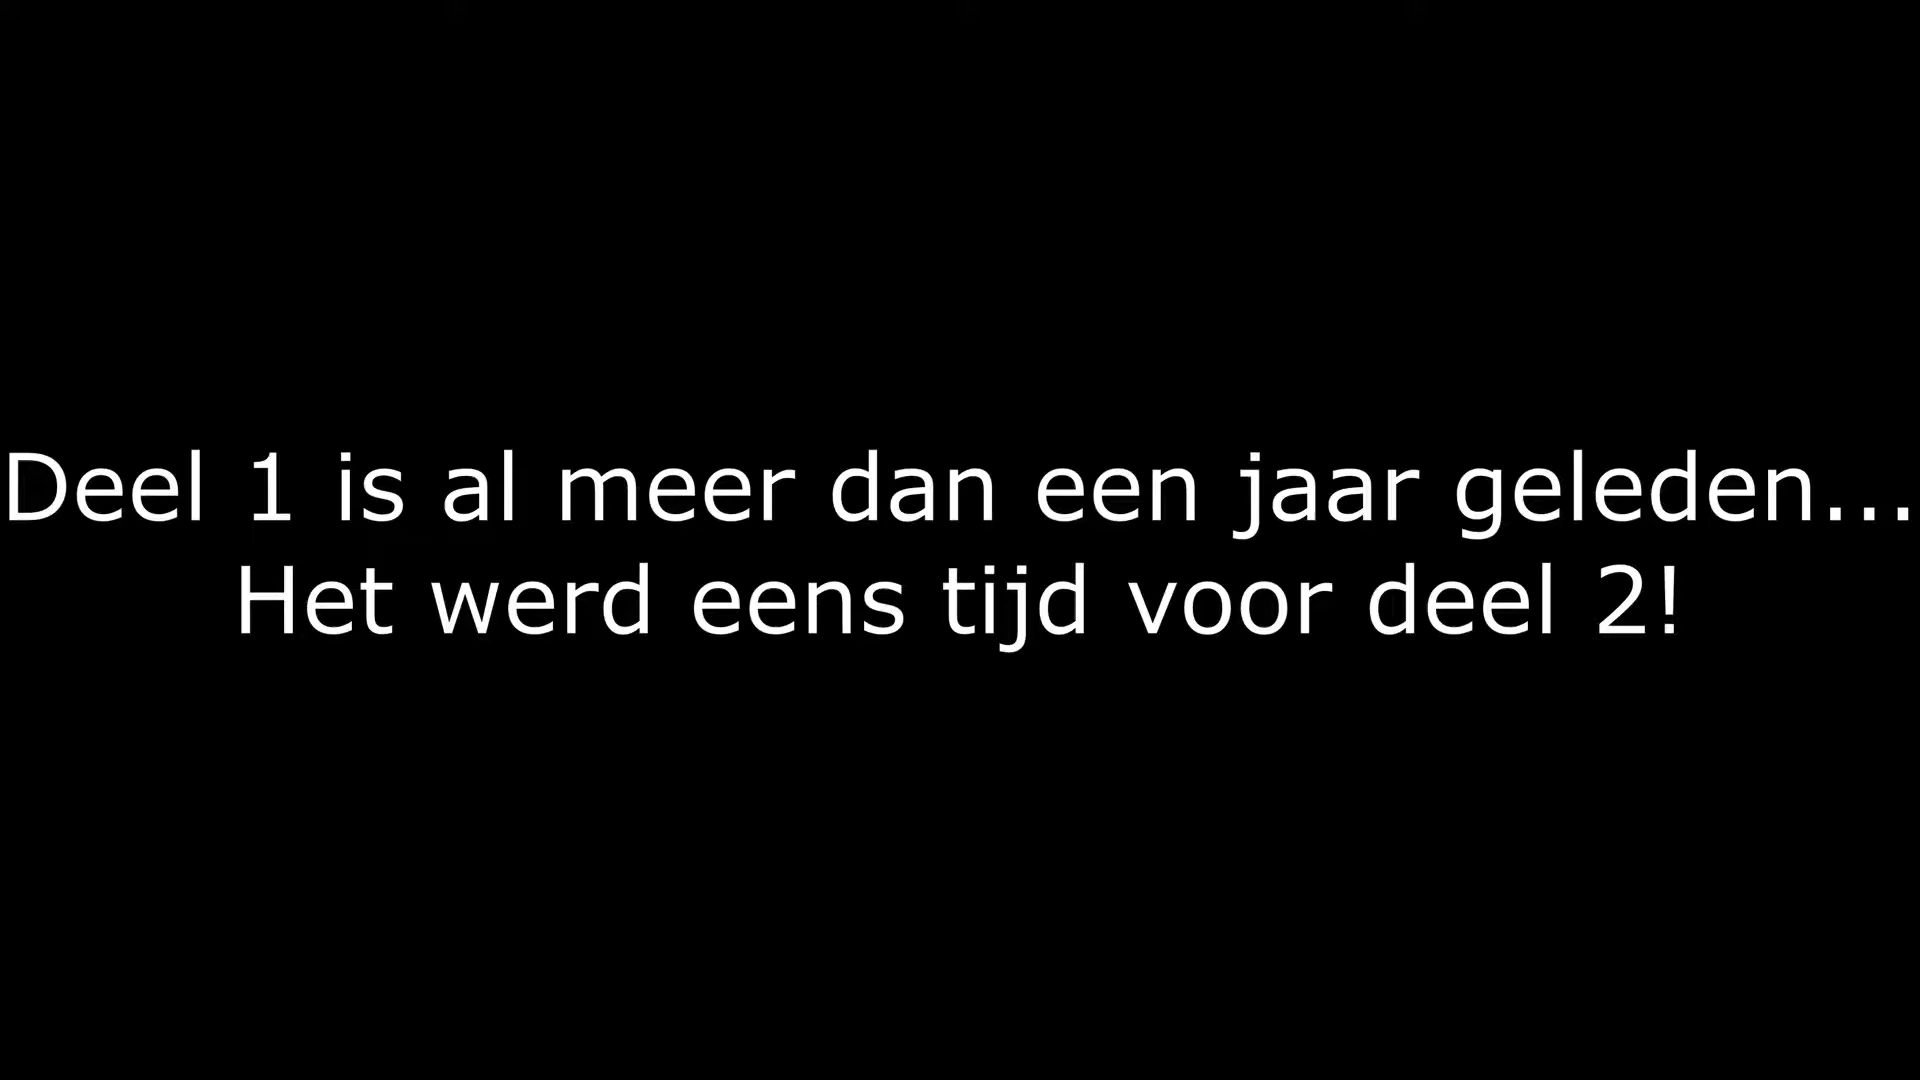 Deel 1 is al meer dan een jaar geleden...
Het werd eens tijd voor deel 2!